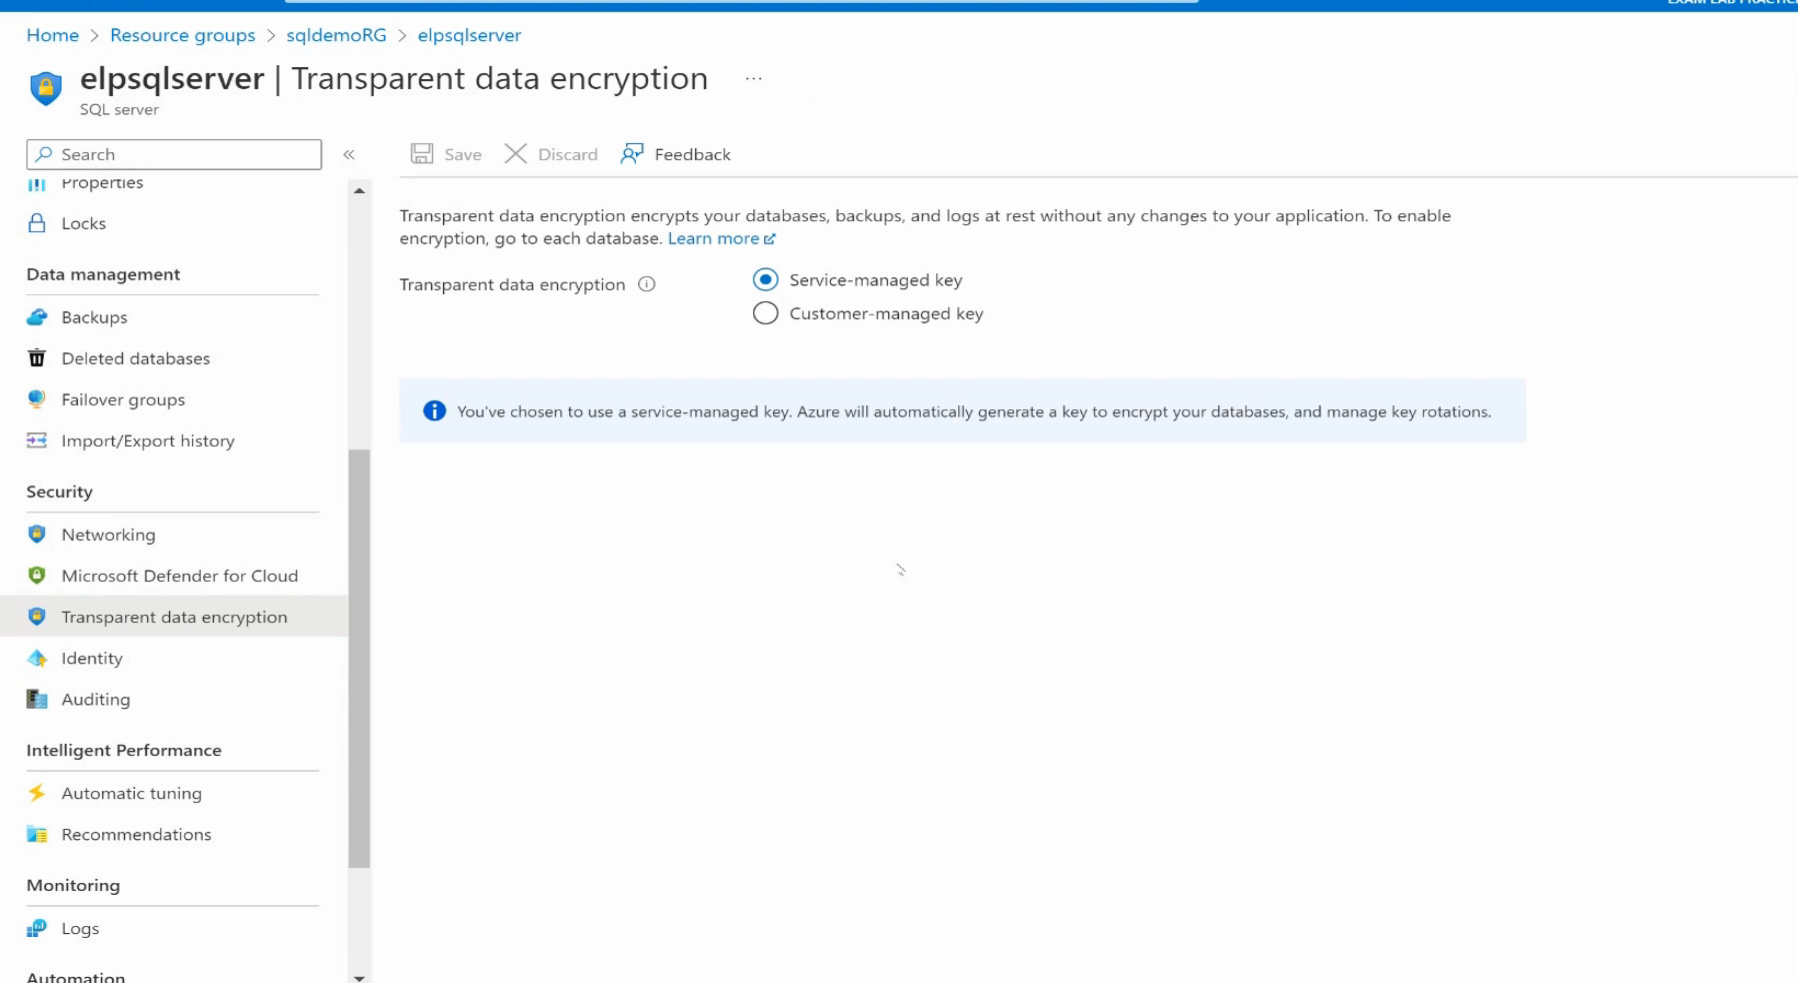 EXAM LAB PRACTIC
Home > Resource groups > sqldemoRG > elpsqlserver
elpsqlserver | Transparent data encryption ...
SQL server
Search «
Save Discard Feedback
Properties
Locks
Data management
Backups
Deleted databases
Failover groups
Import/Export history
Security
Networking
Microsoft Defender for Cloud
Transparent data encryption
Identity
Auditing
Intelligent Performance
Automatic tuning
Recommendations
Monitoring
Logs
Automation
Transparent data encryption encrypts your databases, backups, and logs at rest without any changes to your application. To enable
encryption, go to each database. Learn more
Transparent data encryption
Service-managed key
Customer-managed key
You've chosen to use a service-managed key. Azure will automatically generate a key to encrypt your databases, and manage key rotations.